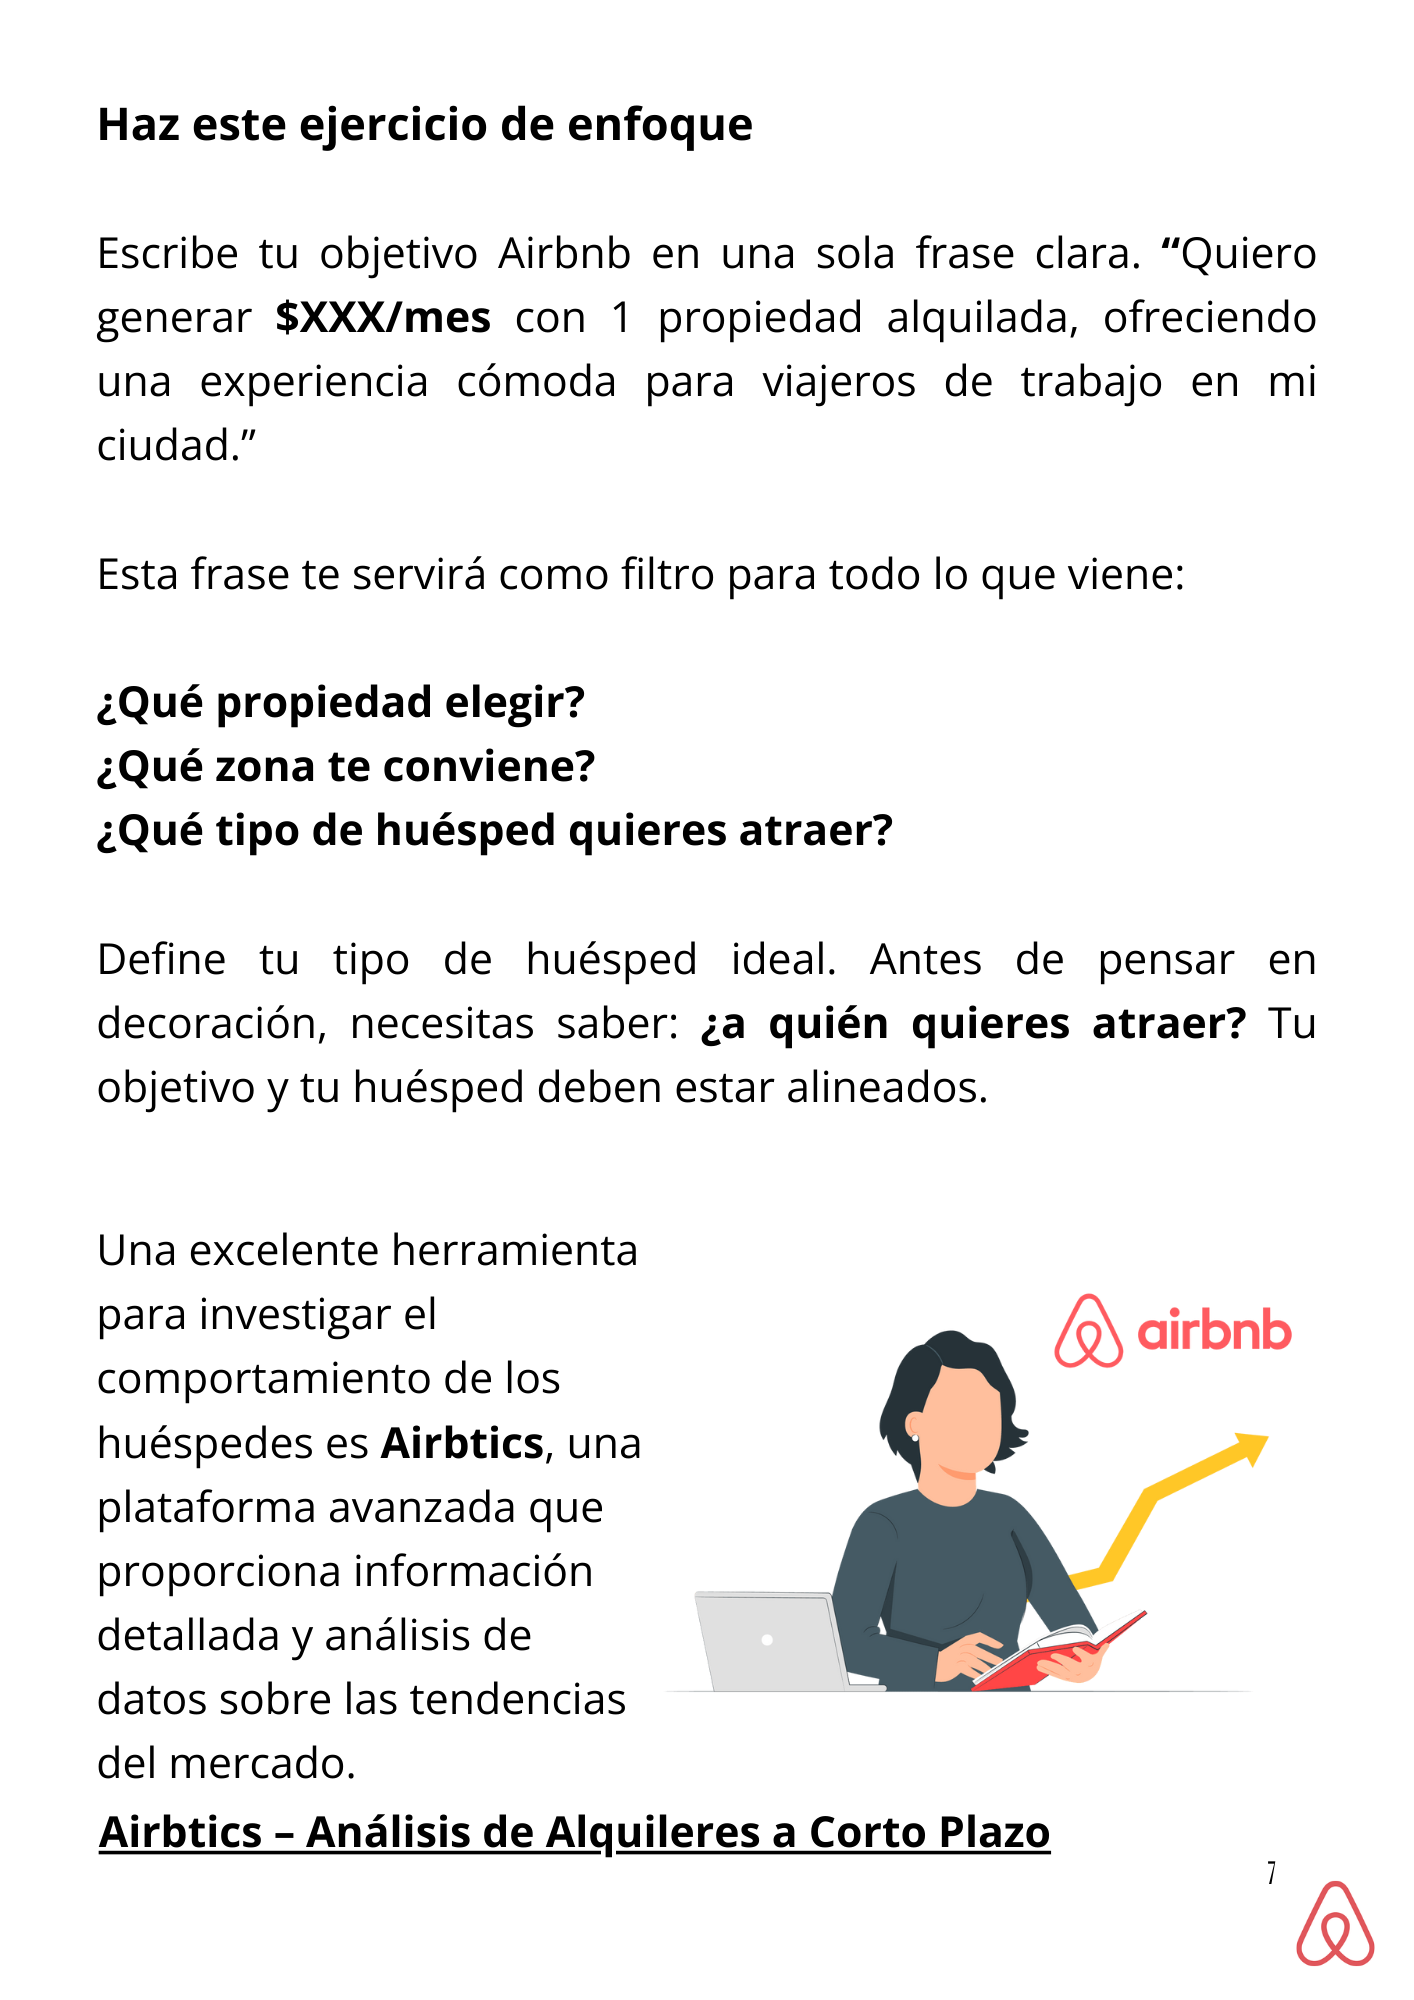 Haz este ejercicio de enfoque
Escribe tu objetivo Airbnb en una sola frase clara. “Quiero
generar $XXX/mes con 1 propiedad alquilada, ofreciendo
una experiencia cómoda para viajeros de trabajo en mi
ciudad.”
Esta frase te servirá como filtro para todo lo que viene:
¿Qué propiedad elegir?
¿Qué zona te conviene?
¿Qué tipo de huésped quieres atraer?
Define tu tipo de huésped ideal. Antes de pensar en
decoración, necesitas saber: ¿a quién quieres atraer? Tu
objetivo y tu huésped deben estar alineados.
Una excelente herramienta
para investigar el
comportamiento de los
huéspedes es Airbtics, una
plataforma avanzada que
proporciona información
detallada y análisis de
datos sobre las tendencias
del mercado.
airbnb
Airbtics – Análisis de Alquileres a Corto Plazo
7